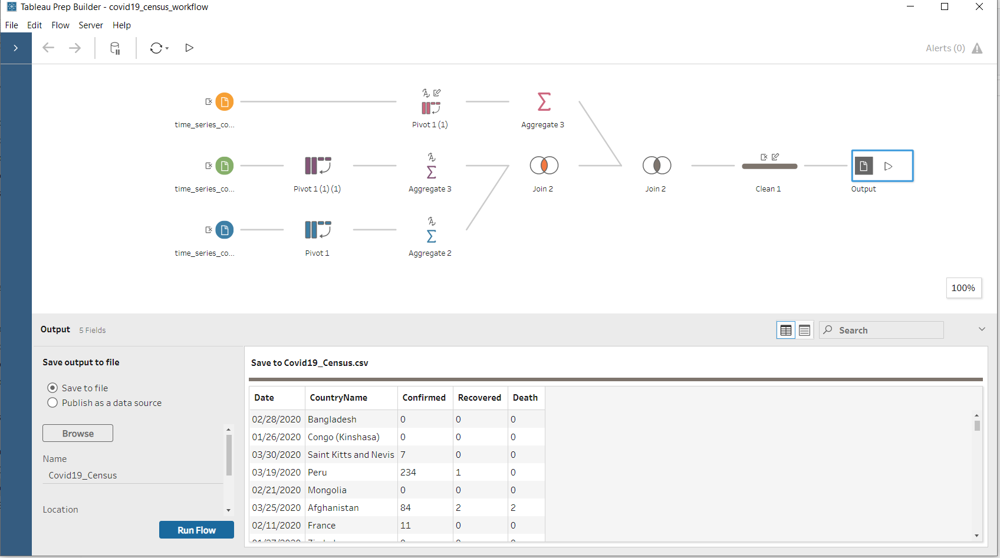 Tableau Prep Builder - covid19_census_workflow
File Edit Flow Server Help
Alerts (0)
time_series_co...
Pivot 1 (1)
Aggregate 3
time_series_co...
Pivot 1 (1) (1)
Aggregate 3
Join 2
Join 2
Clean 1
Output
time_series_co...
Pivot 1
Aggregate 2
100%
Output 5 Fields
Search
Save output to file
Save to file
Publish as a data source
Browse
Name
Covid19_Census
Location
Run Flow
Save to Covid19_Census.csv
Date CountryName Confirmed Recovered Death
02/28/2020 Bangladesh 0 0 0
01/26/2020 Congo (Kinshasa) 0 0 0
03/30/2020 Saint Kitts and Nevis 7 0 0
03/19/2020 Peru 234 1 0
02/21/2020 Mongolia 0 0 0
03/25/2020 Afghanistan 84 2 2
02/11/2020 France 11 0 0